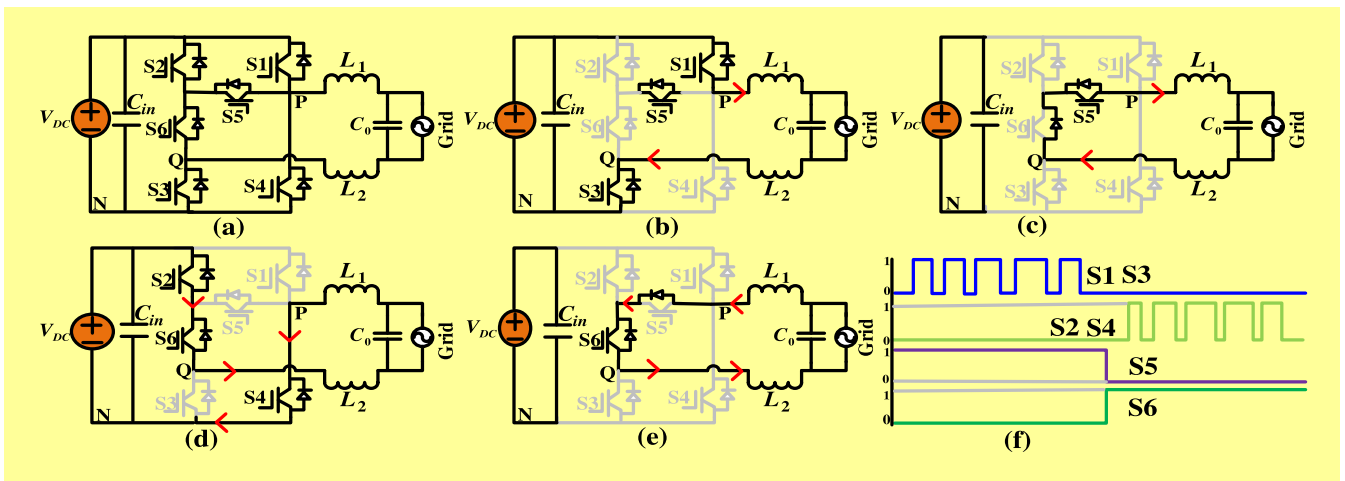 S2 S1 L1
VDC Cin S5 P C0 Grid
S6
Q
S3 S4 L2
N
(a)
S2 S1 L1
VDC Cin S5 P C0 Grid
S6
Q
S3 S4 L2
N
(b)
S2 S1 L1
VDC Cin S5 P C0 Grid
S6
Q
S3 S4 L2
N
(c)
S2 S1 L1
VDC Cin S5 P C0 Grid
S6
Q
S3 S4 L2
N
(d)
S2 S1 L1
VDC Cin S5 P C0 Grid
S6
Q
S3 S4 L2
N
(e)
1
0
S1 S3
1
0
S2 S4
1
0
S5
1
0
S6
(f)